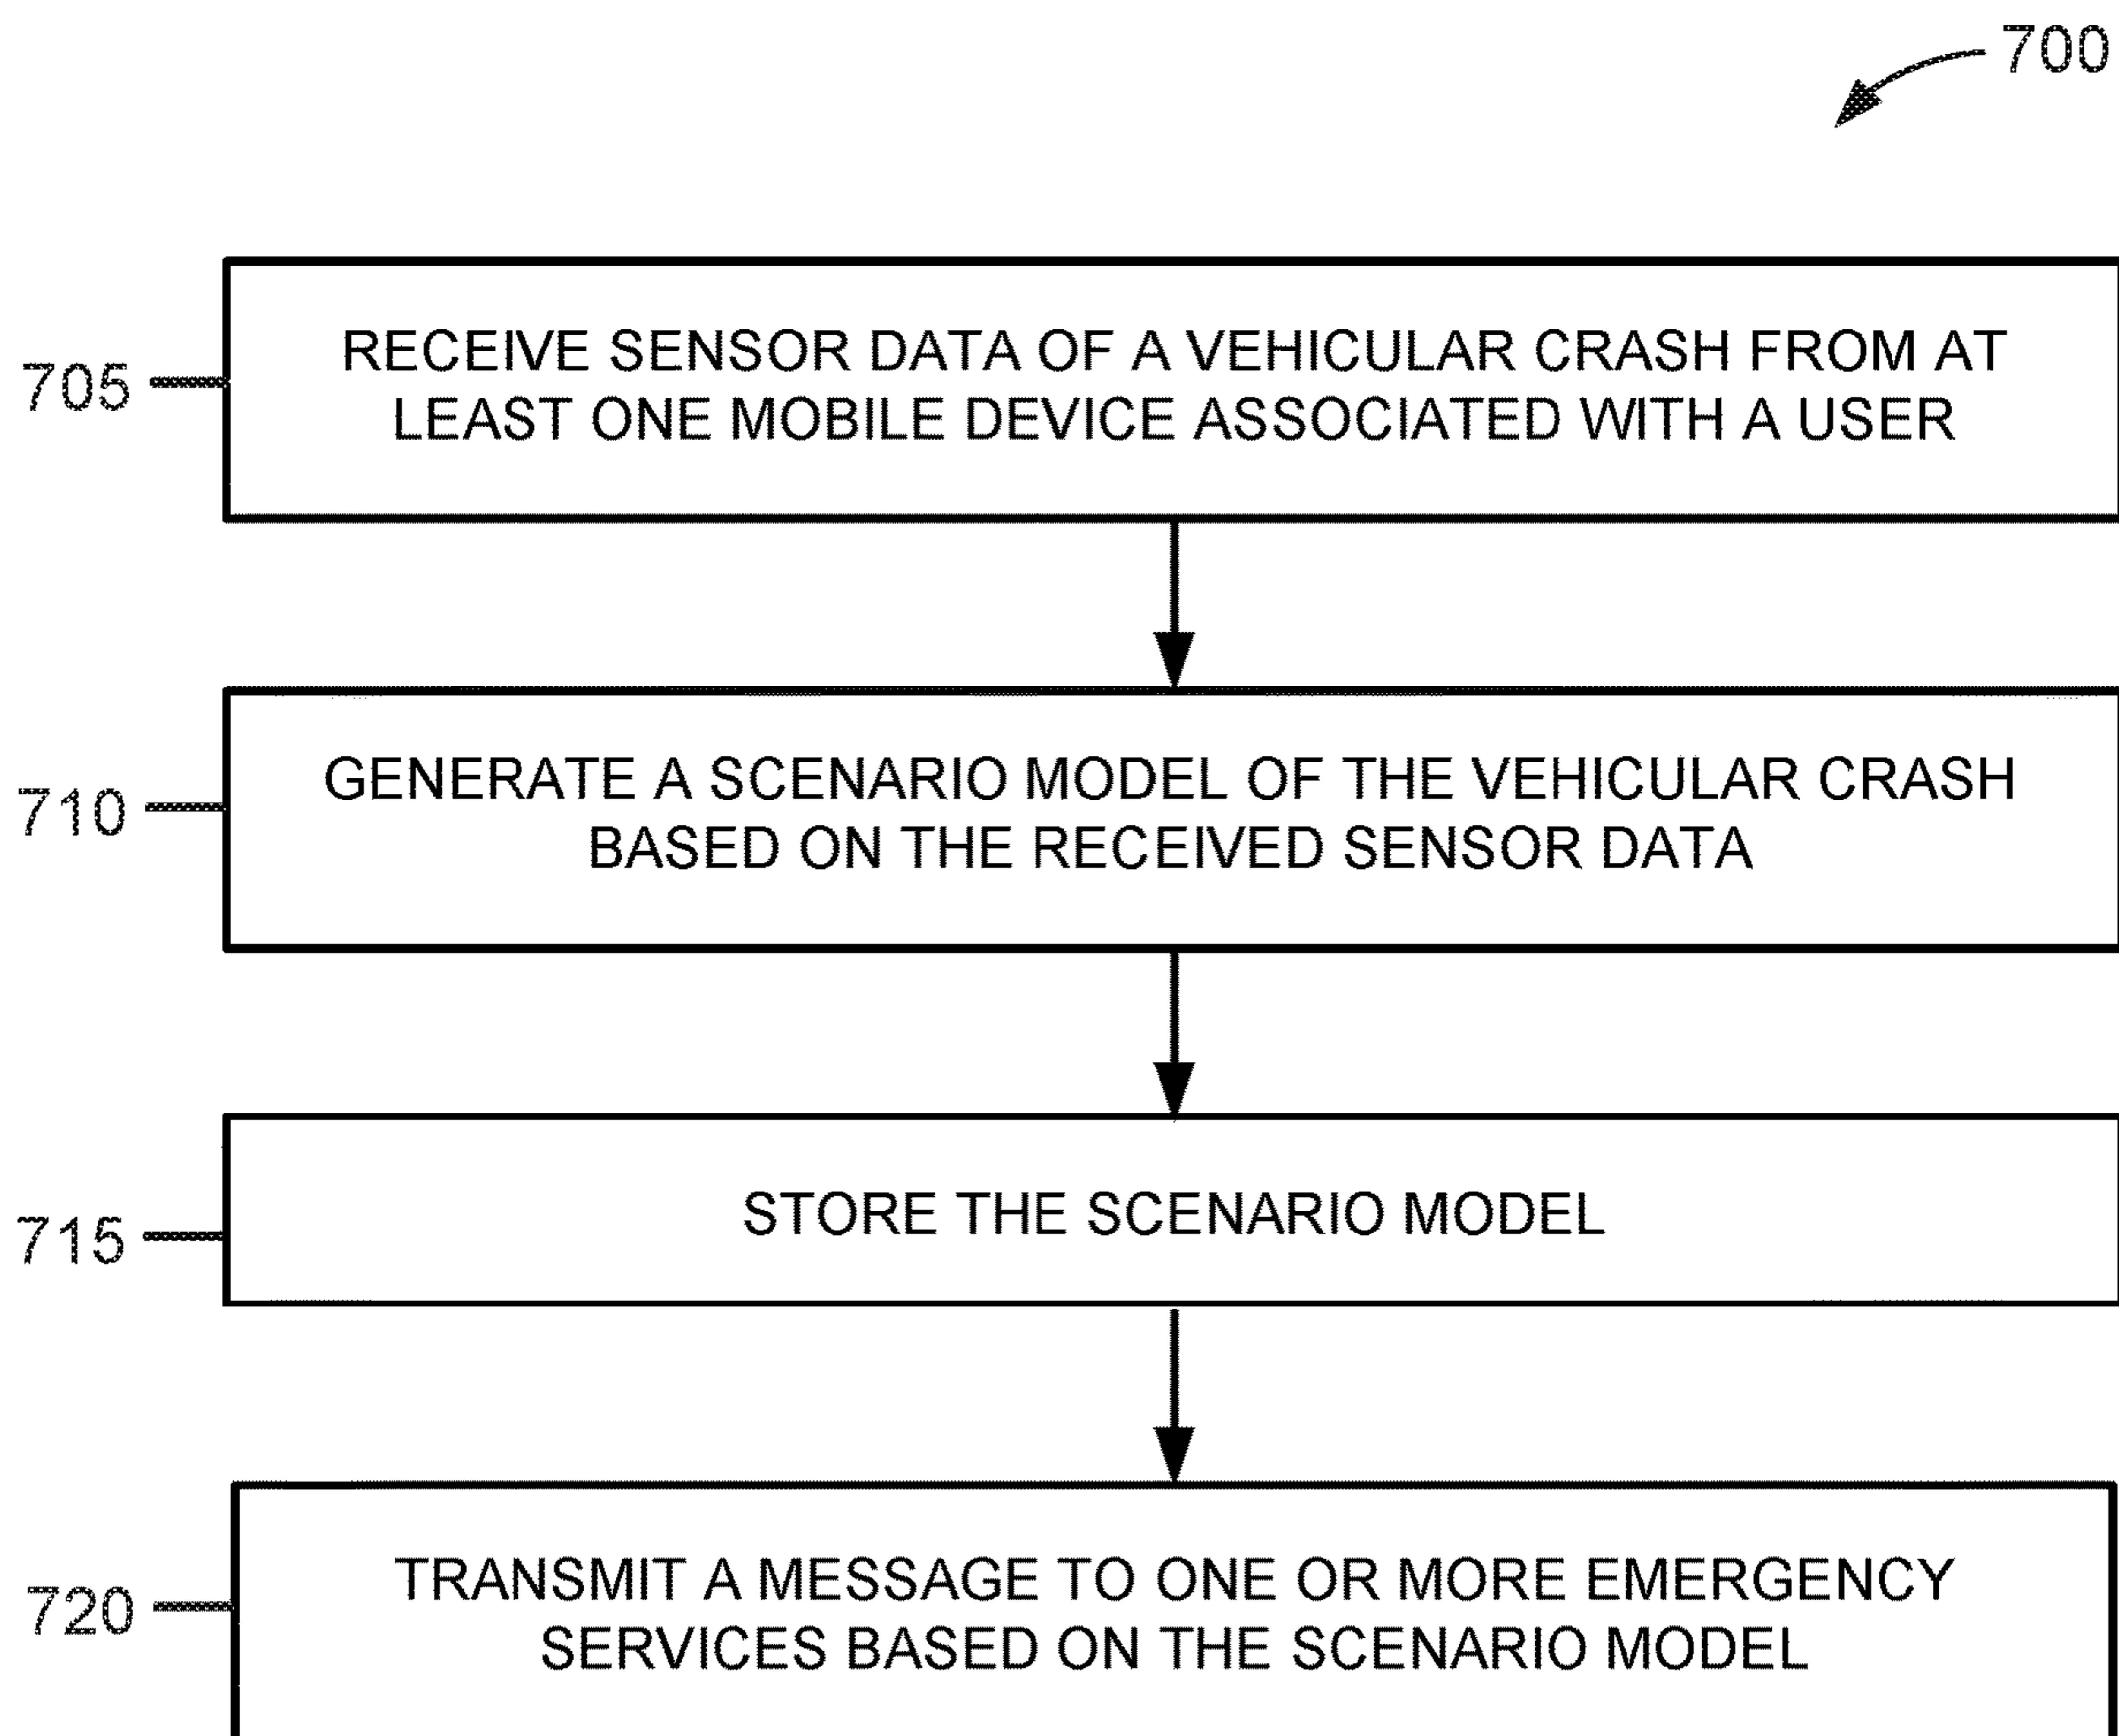 700
705
RECEIVE SENSOR DATA OF A VEHICULAR CRASH FROM AT
LEAST ONE MOBILE DEVICE ASSOCIATED WITH A USER
710
GENERATE A SCENARIO MODEL OF THE VEHICULAR CRASH
BASED ON THE RECEIVED SENSOR DATA
715
STORE THE SCENARIO MODEL
720
TRANSMIT A MESSAGE TO ONE OR MORE EMERGENCY
SERVICES BASED ON THE SCENARIO MODEL